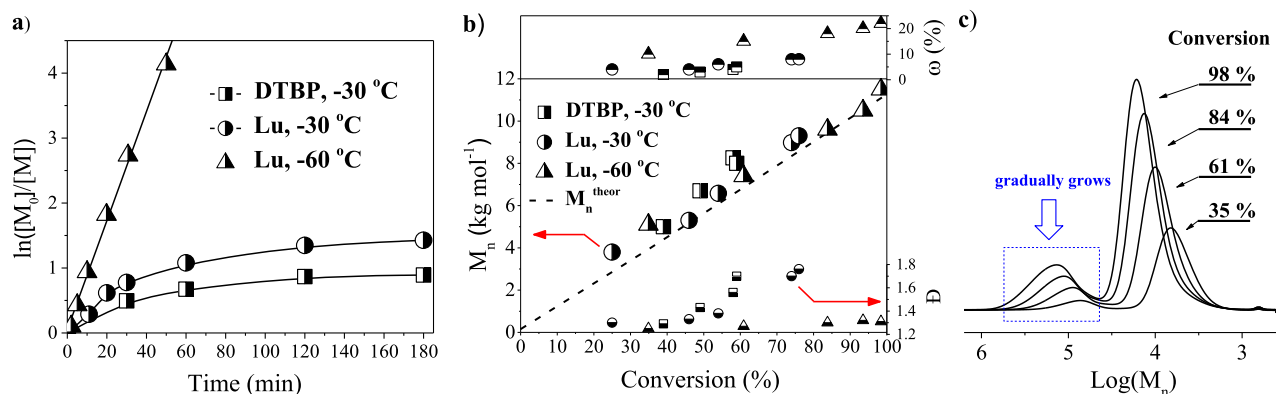 a)
ln([M₀]/[M])
4
3
2
1
0
DTBP, -30 °C
Lu, -30 °C
Lu, -60 °C
0 20 40 60 80 100 120 140 160 180
Time (min)
b)
20
10
0
ω (%)
12
10
8
6
4
2
0
Mₙ (kg mol⁻¹)
DTBP, -30 °C
Lu, -30 °C
Lu, -60 °C
Mₙᵗʰᵉᵒʳ
1.8
1.6
1.4
1.2
Đ
0 10 20 30 40 50 60 70 80 90 100
Conversion (%)
c)
Conversion
98 %
84 %
61 %
35 %
gradually grows
6 5 4 3
Log(Mₙ)